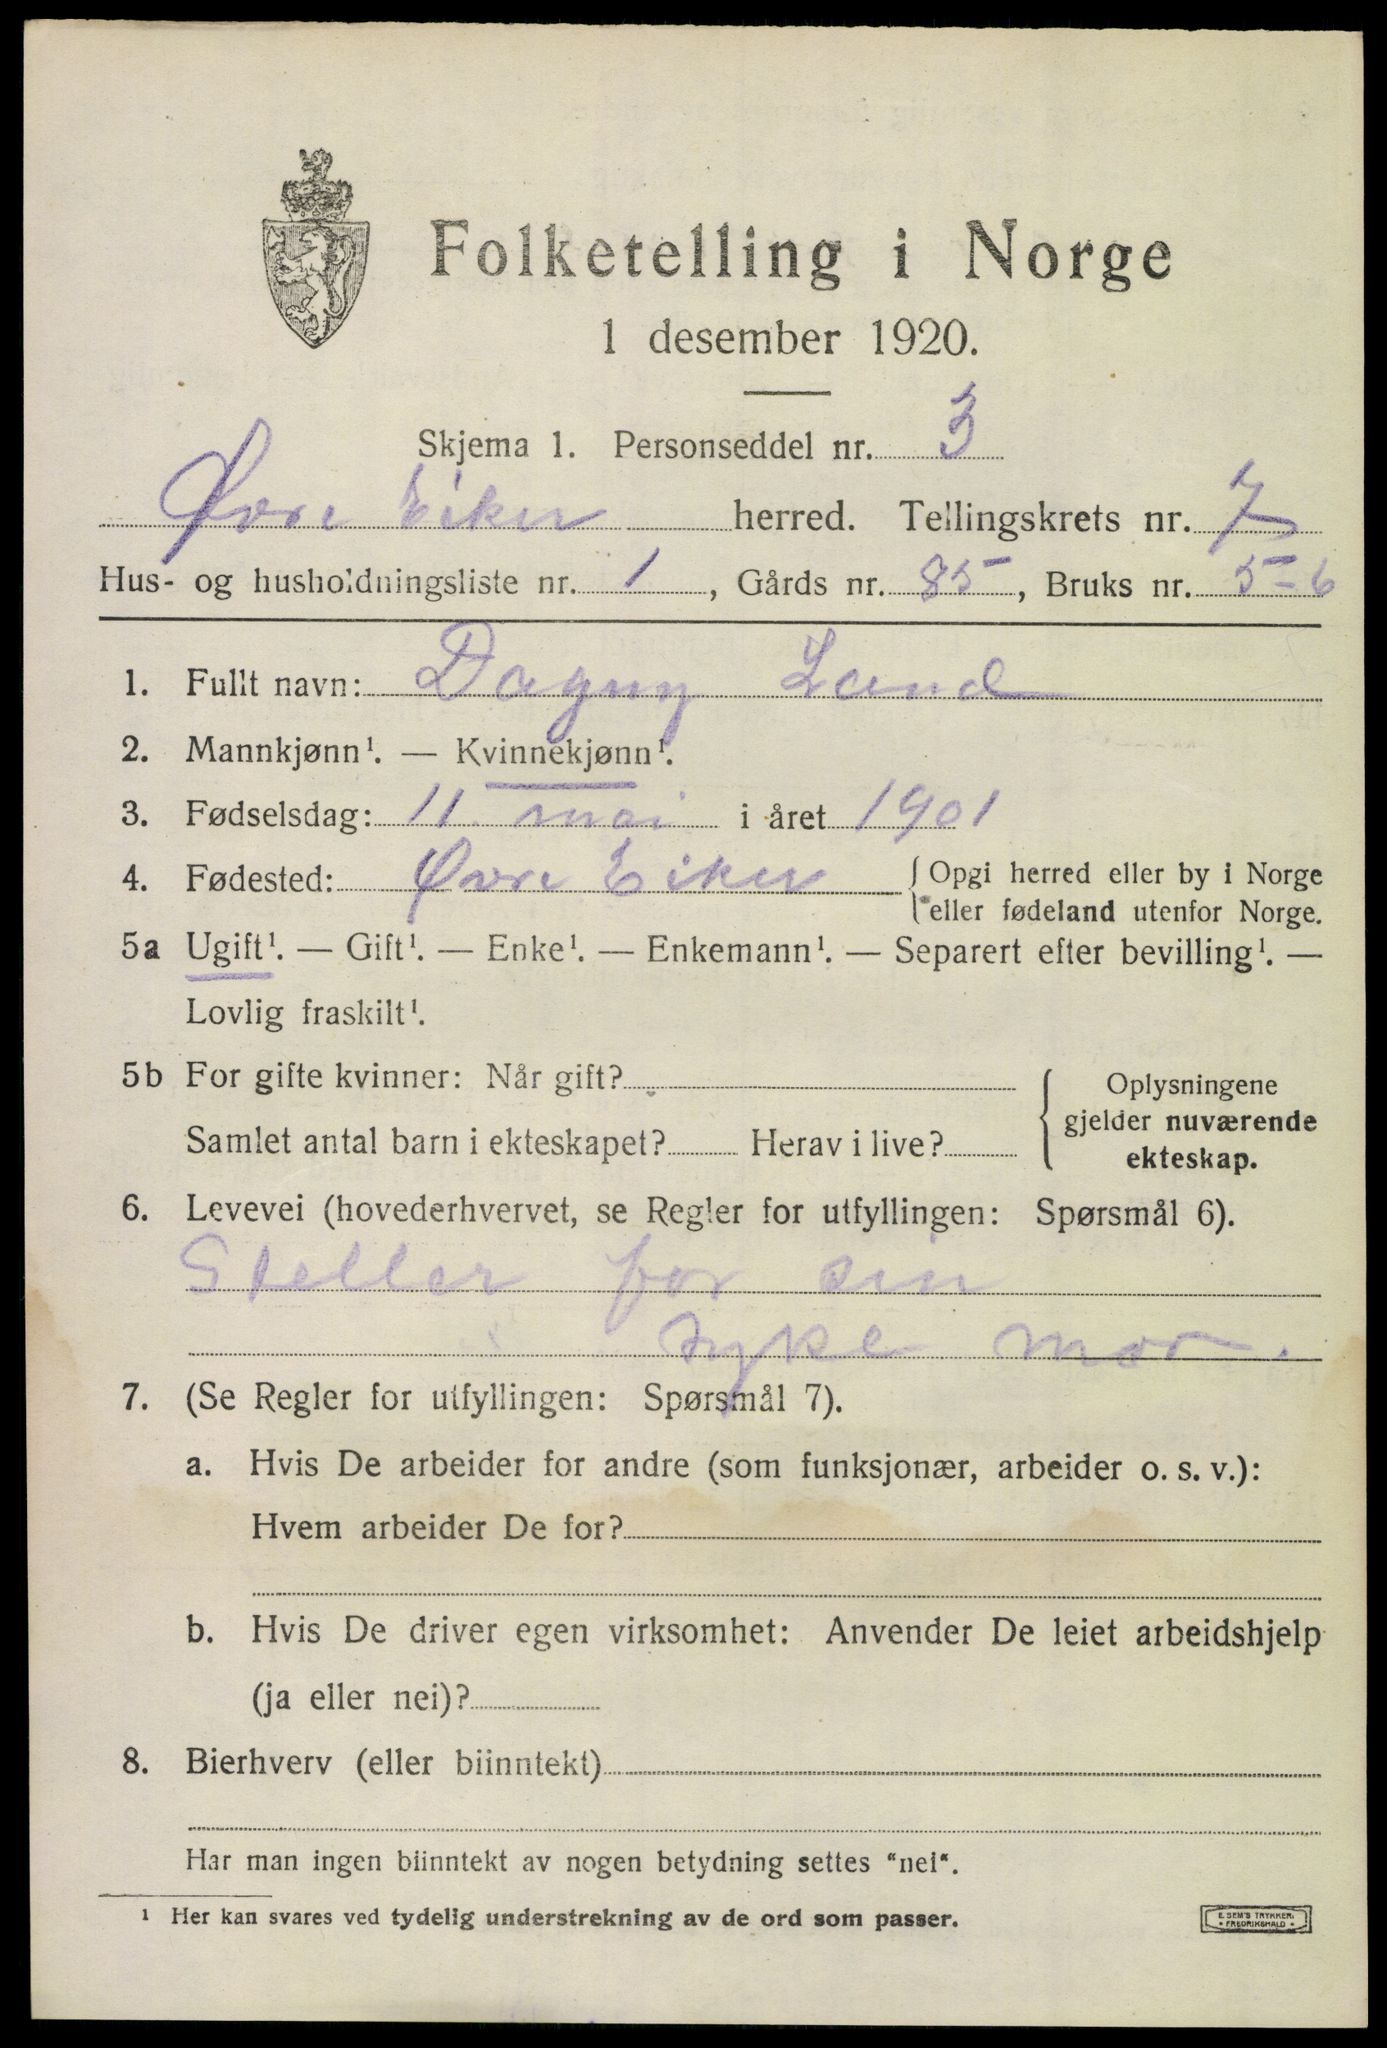 Folketelling i Norge
1 desember 1920.
Skjema 1. Personseddel nr. 3
Øvre Eiker herred. Tellingskrets nr. 7
Hus- og husholdningsliste nr. 1, Gårds nr. 85, Bruks nr. 5-6
1. Fullt navn: Dagny Land
2. Mannkjønn¹. — Kvinnekjønn¹.
3. Fødselsdag: 11. mai i året 1901
4. Fødested: Øvre Eiker { Opgi herred eller by i Norge
eller fødeland utenfor Norge.
5a Ugift¹. — Gift¹. — Enke¹. — Enkemann¹. — Separert efter bevilling¹. —
Lovlig fraskilt¹.
5b For gifte kvinner: Når gift? { Oplysningene
gjelder nuværende
Samlet antal barn i ekteskapet? Herav i live?
ekteskap.
6. Levevei (hovederhvervet, se Regler for utfyllingen: Spørsmål 6).
Steller for sin
syke mor.
7. (Se Regler for utfyllingen: Spørsmål 7).
a. Hvis De arbeider for andre (som funksjonær, arbeider o. s. v.):
Hvem arbeider De for?
b. Hvis De driver egen virksomhet: Anvender De leiet arbeidshjelp
(ja eller nei)?
8. Bierhverv (eller biinntekt)
Har man ingen biinntekt av nogen betydning settes "nei".
¹ Her kan svares ved tydelig understrekning av de ord som passer.
E. SEM'S TRYKKERI
• FREDRIKSHALD •